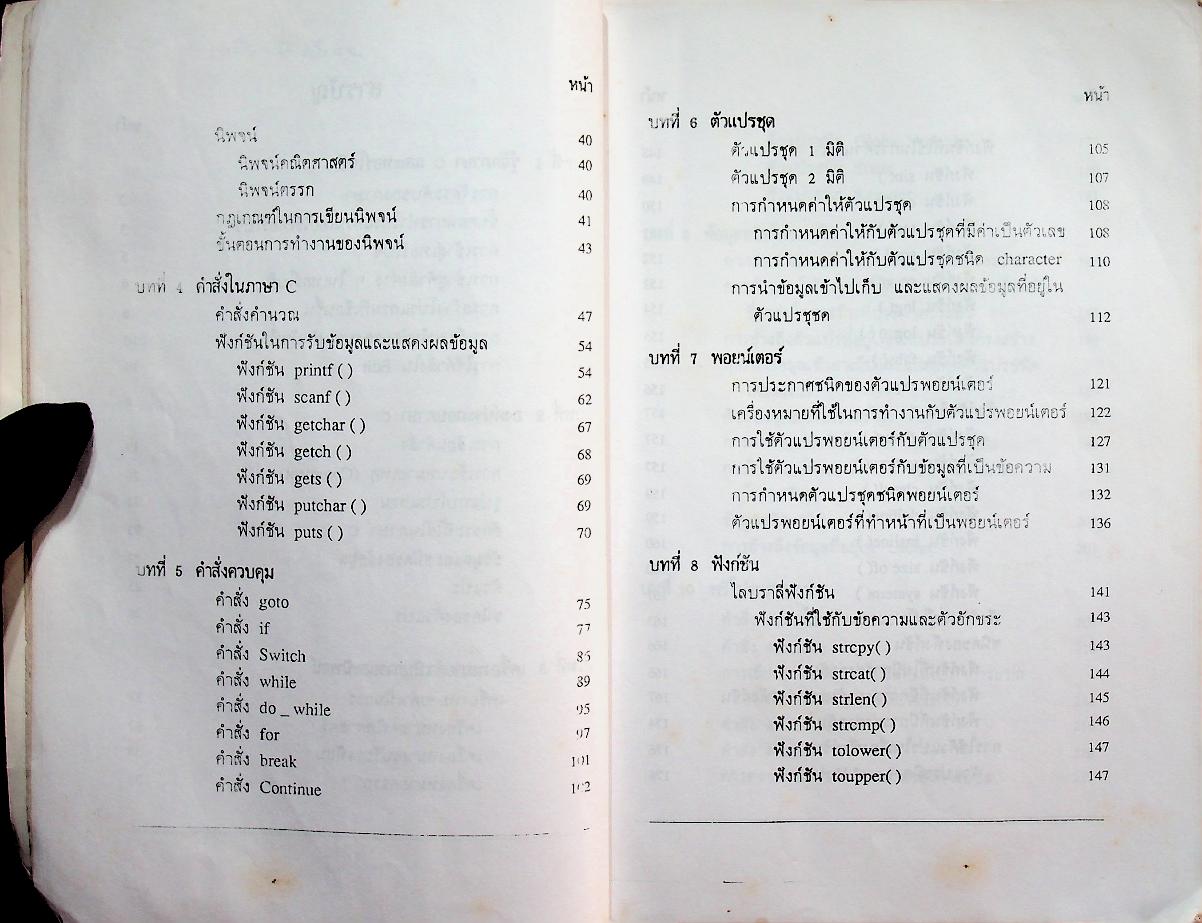 หน้า
นิพจน์ 40
นิพจน์คณิตศาสตร์ 40
นิพจน์ตรรก 40
กฎเกณฑ์ในการเขียนนิพจน์ 41
ขั้นตอนการทำงานของนิพจน์ 43
บทที่ 4 คำสั่งในภาษา C
คำสั่งคำนวณ 47
ฟังก์ชันในการรับข้อมูลและแสดงผลข้อมูล 54
ฟังก์ชัน printf ( ) 54
ฟังก์ชัน scanf ( ) 62
ฟังก์ชัน getchar ( ) 67
ฟังก์ชัน getch ( ) 68
ฟังก์ชัน gets ( ) 69
ฟังก์ชัน putchar ( ) 69
ฟังก์ชัน puts ( ) 70
บทที่ 5 คำสั่งควบคุม
คำสั่ง goto 75
คำสั่ง if 77
คำสั่ง Switch
คำสั่ง while 89
คำสั่ง do _ while 95
คำสั่ง for 97
คำสั่ง break 101
คำสั่ง Continue 102
หน้า
บทที่ 6 ตัวแปรชุด
ตัวแปรชุด 1 มิติ 105
ตัวแปรชุด 2 มิติ 107
การกำหนดค่าให้ตัวแปรชุด 108
การกำหนดค่าให้กับตัวแปรชุดที่มีค่าเป็นตัวเลข 108
การกำหนดค่าให้กับตัวแปรชุดชนิด character 110
การนำข้อมูลเข้าไปเก็บ และแสดงผลข้อมูลที่อยู่ใน
ตัวแปรชุชด 112
บทที่ 7 พอยน์เตอร์
การประกาศชนิดของตัวแปรพอยน์เตอร์ 121
เครื่องหมายที่ใช้ในการทำงานกับตัวแปรพอยน์เตอร์ 122
การใช้ตัวแปรพอยน์เตอร์กับตัวแปรชุด 127
การใช้ตัวแปรพอยน์เตอร์กับข้อมูลที่เป็นข้อความ 131
การกำหนดตัวแปรชุดชนิดพอยน์เตอร์ 132
ตัวแปรพอยน์เตอร์ที่ทำหน้าที่เป็นพอยน์เตอร์ 136
บทที่ 8 ฟังก์ชัน
ไลบรารี่ฟังก์ชัน 141
ฟังก์ชันที่ใช้กับข้อความและตัวอักขระ 143
ฟังก์ชัน strcpy( ) 143
ฟังก์ชัน strcat( ) 144
ฟังก์ชัน strlen( ) 145
ฟังก์ชัน strcmp( ) 146
ฟังก์ชัน tolower( ) 147
ฟังก์ชัน toupper( ) 147